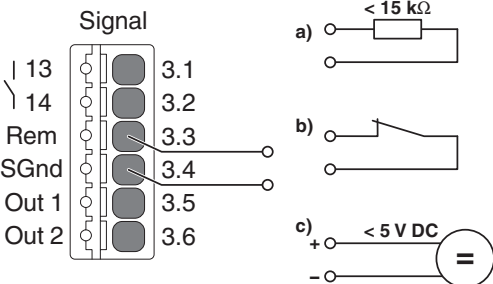 Signal
13
14
Rem
SGnd
Out 1
Out 2
3.1
3.2
3.3
3.4
3.5
3.6
a)
< 15 kΩ
b)
c)
+
< 5 V DC
–
=